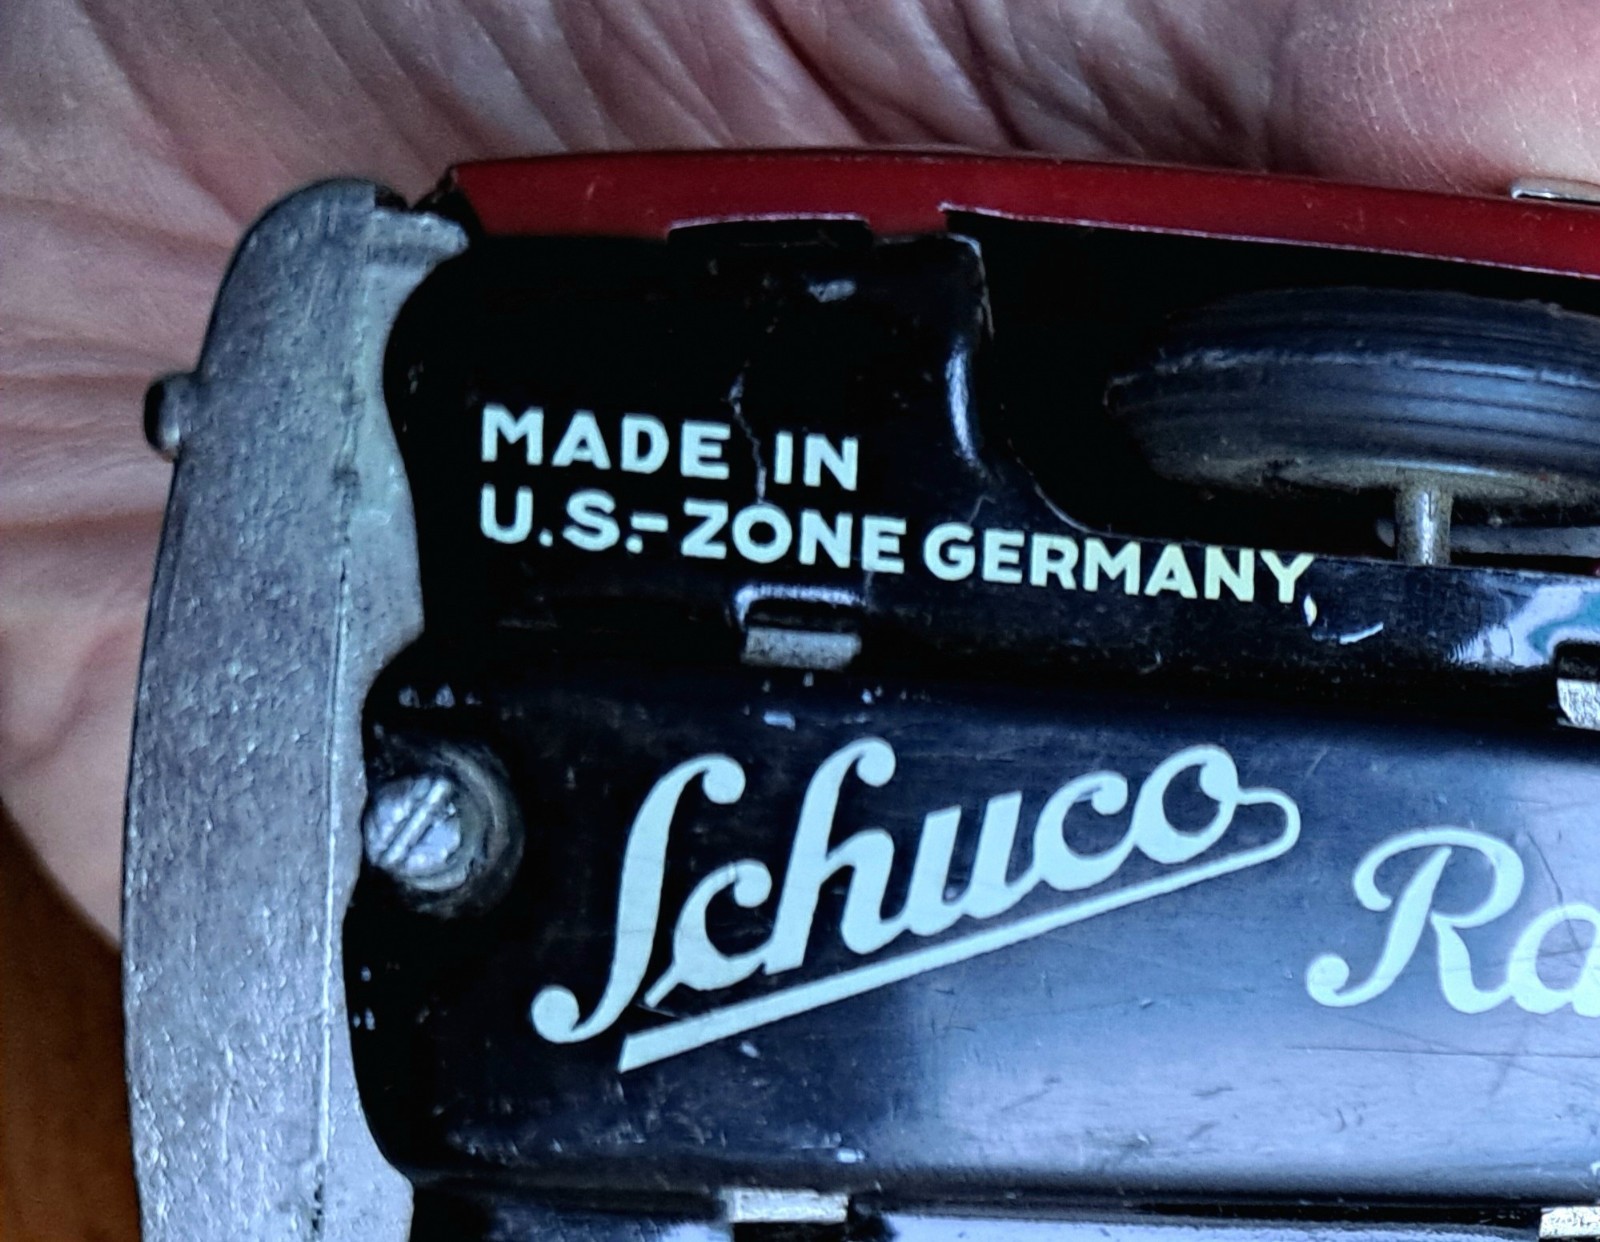 MADE IN
U.S.-ZONE GERMANY,
Schuco